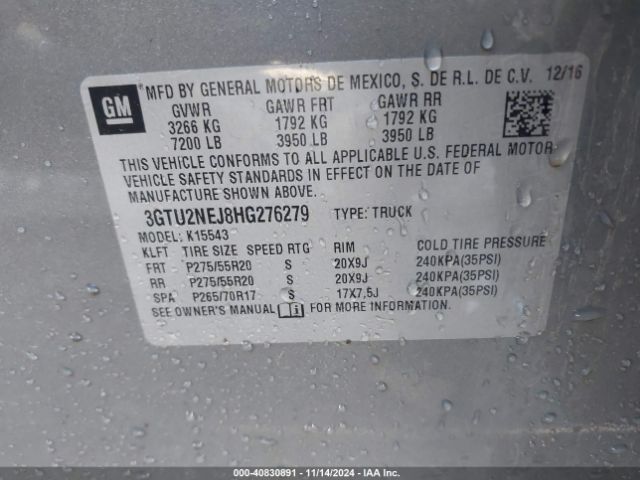 GM
MFD BY GENERAL MOTORS DE MEXICO, S. DE R.L. DE C.V. 12/16
GVWR GAWR FRT GAWR RR
3266 KG 1792 KG 1792 KG
7200 LB 3950 LB 3950 LB
THIS VEHICLE CONFORMS TO ALL APPLICABLE U.S. FEDERAL MOTOR
VEHICLE SAFETY STANDARDS IN EFFECT ON THE DATE OF
MANUFACTURE SHOWN ABOVE.
3GTU2NEJ8HG276279 TYPE: TRUCK
MODEL: K15543
KLFT TIRE SIZE SPEED RTG RIM COLD TIRE PRESSURE
FRT P275/55R20 S 20X9J 240KPA(35PSI)
RR P275/55R20 S 20X9J 240KPA(35PSI)
SPA P265/70R17 S 17X7,5J 240KPA(35PSI)
SEE OWNER'S MANUAL FOR MORE INFORMATION.
000-40830891 - 11/14/2024 - IAA Inc.